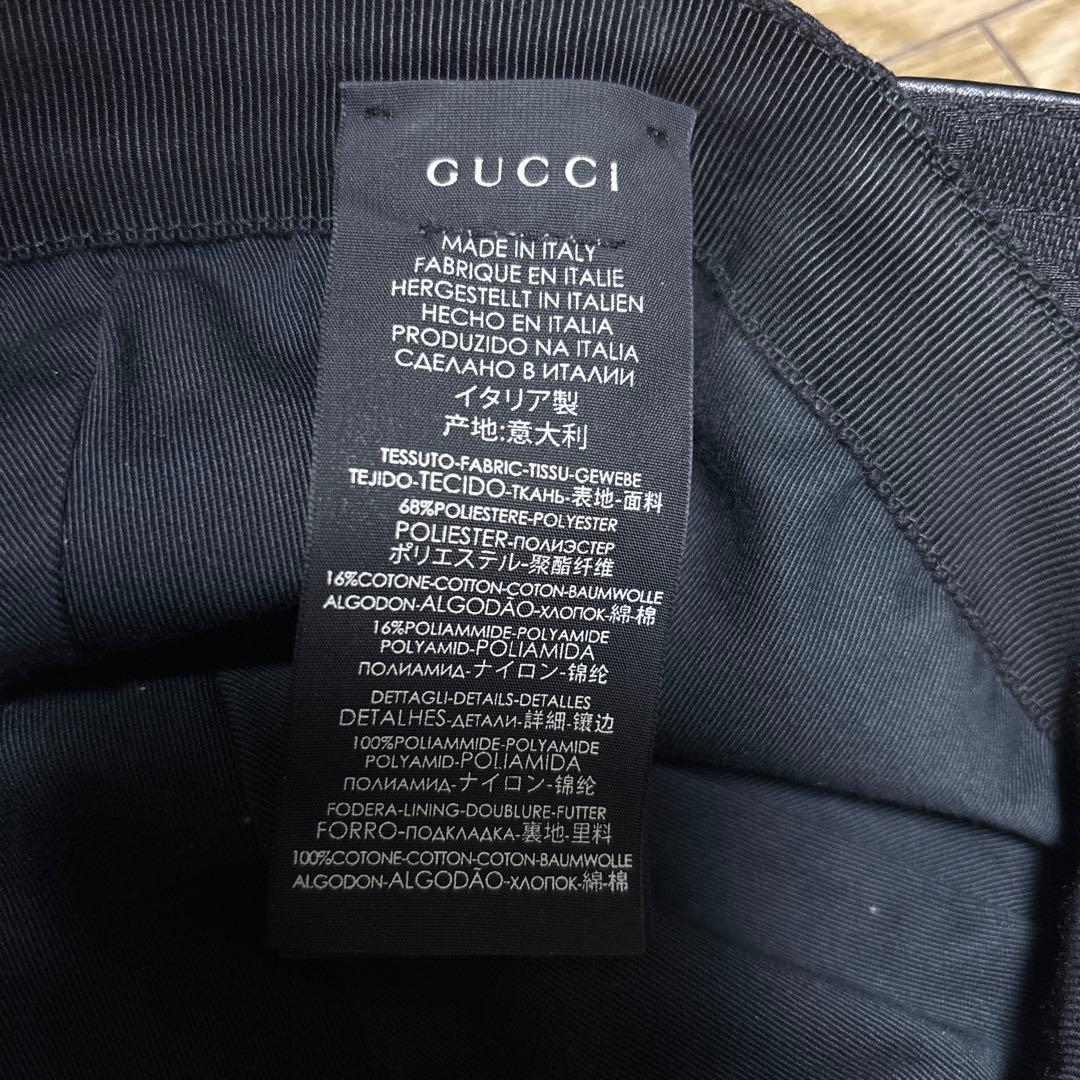 GUCCI
MADE IN ITALY
FABRIQUE EN ITALIE
HERGESTELLT IN ITALIEN
HECHO EN ITALIA
PRODUZIDO NA ITALIA
СДЕЛАНО В ИТАЛИИ
イタリア製
产地:意大利
TESSUTO-FABRIC-TISSU-GEWEBE
TEJIDO-TECIDO-ТКАНЬ-表地-面料
68%POLIESTERE-POLYESTER
POLIESTER-ПОЛИЭСТЕР
ポリエステル-聚酯纤维
16%COTONE-COTTON-COTON-BAUMWOLLE
ALGODON-ALGODÃO-ХЛОПОК-綿-棉
16%POLIAMMIDE-POLYAMIDE
POLYAMID-POLIAMIDA
ПОЛИАМИД-ナイロン-锦纶
DETTAGLI-DETAILS-DETALLES
DETALHES-ДЕТАЛИ-詳細-镶边
100%POLIAMMIDE-POLYAMIDE
POLYAMID-POLIAMIDA
ПОЛИАМИД-ナイロン-锦纶
FODERA-LINING-DOUBLURE-FUTTER
FORRO-ПОДКЛАДКА-裏地-里料
100%COTONE-COTTON-COTON-BAUMWOLLE
ALGODON-ALGODÃO-ХЛОПОК-綿-棉